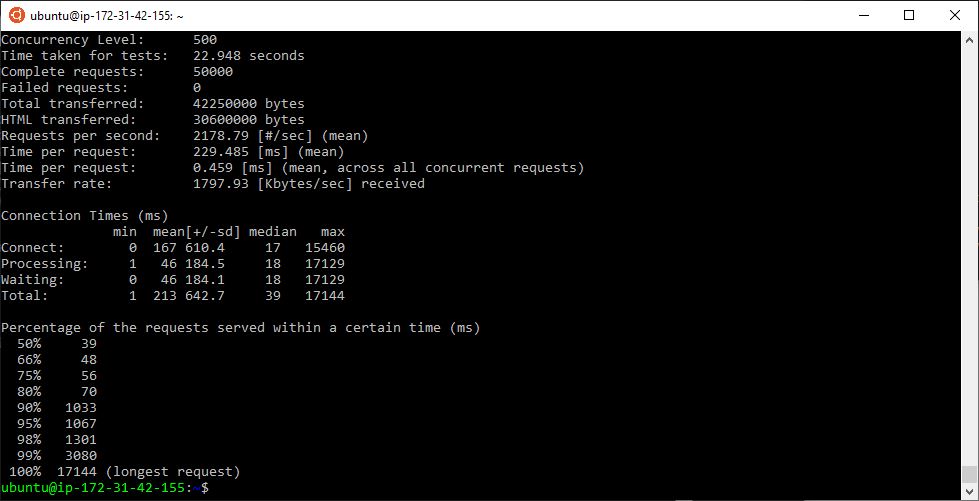 ubuntu@ip-172-31-42-155: ~
Concurrency Level:      500
Time taken for tests:   22.948 seconds
Complete requests:      50000
Failed requests:        0
Total transferred:      42250000 bytes
HTML transferred:       30600000 bytes
Requests per second:    2178.79 [#/sec] (mean)
Time per request:       229.485 [ms] (mean)
Time per request:       0.459 [ms] (mean, across all concurrent requests)
Transfer rate:          1797.93 [Kbytes/sec] received

Connection Times (ms)
              min  mean[+/-sd] median   max
Connect:        0  167 610.4     17   15460
Processing:     1   46 184.5     18   17129
Waiting:        0   46 184.1     18   17129
Total:          1  213 642.7     39   17144

Percentage of the requests served within a certain time (ms)
  50%     39
  66%     48
  75%     56
  80%     70
  90%   1033
  95%   1067
  98%   1301
  99%   3080
 100%  17144 (longest request)
ubuntu@ip-172-31-42-155:~$